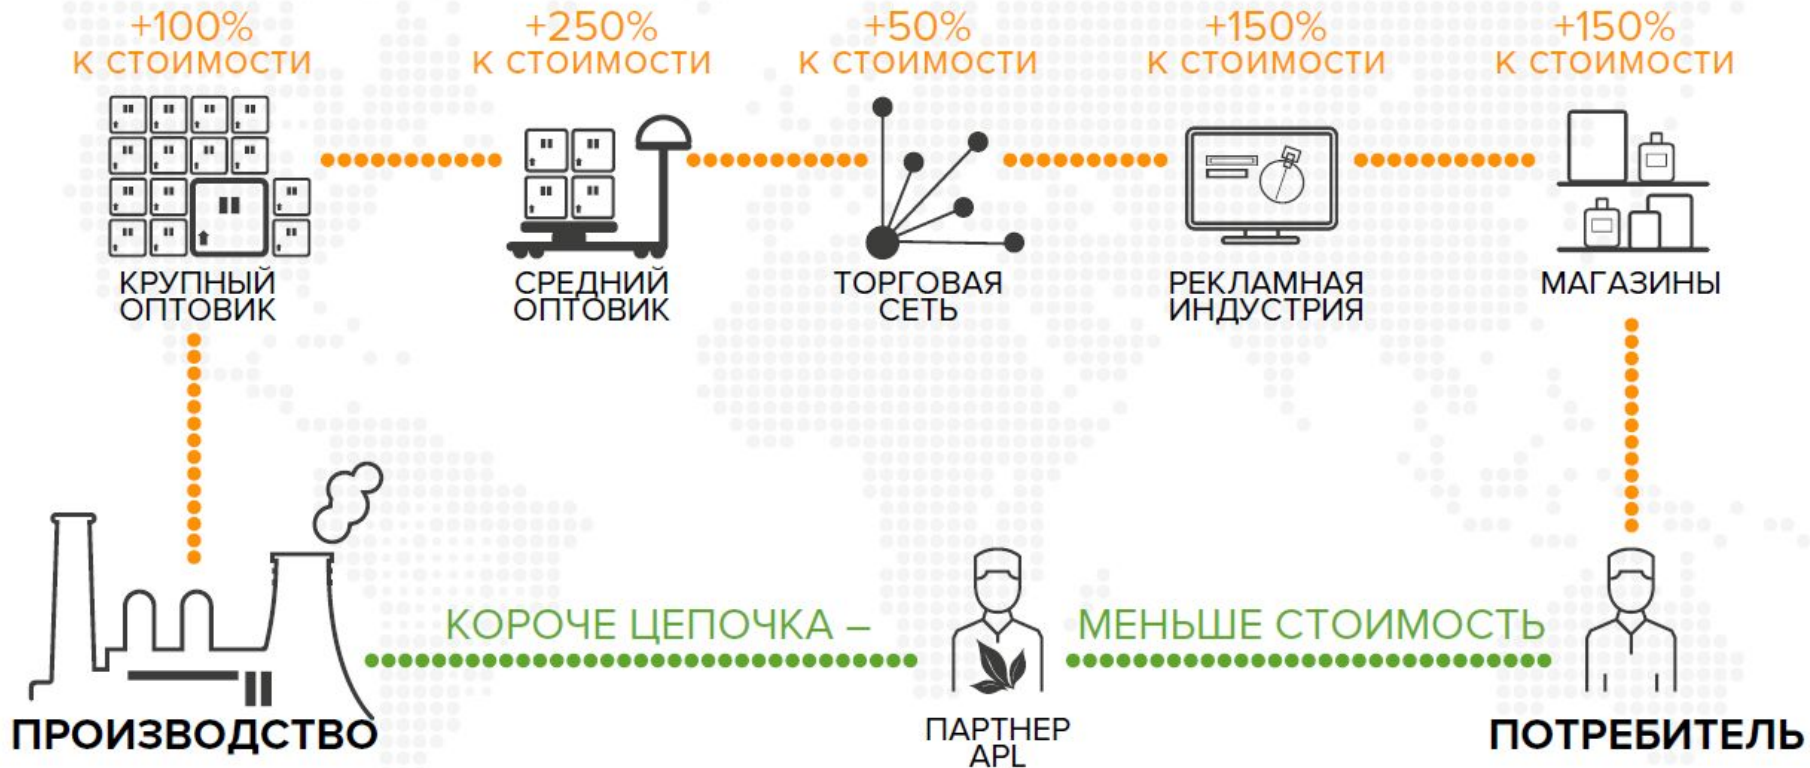 +100%
К СТОИМОСТИ
+250%
К СТОИМОСТИ
+50%
К СТОИМОСТИ
+150%
К СТОИМОСТИ
+150%
К СТОИМОСТИ
КРУПНЫЙ
ОПТОВИК
СРЕДНИЙ
ОПТОВИК
ТОРГОВАЯ
СЕТЬ
РЕКЛАМНАЯ
ИНДУСТРИЯ
МАГАЗИНЫ
КОРОЧЕ ЦЕПОЧКА –
МЕНЬШЕ СТОИМОСТЬ
ПРОИЗВОДСТВО
ПАРТНЕР
APL
ПОТРЕБИТЕЛЬ